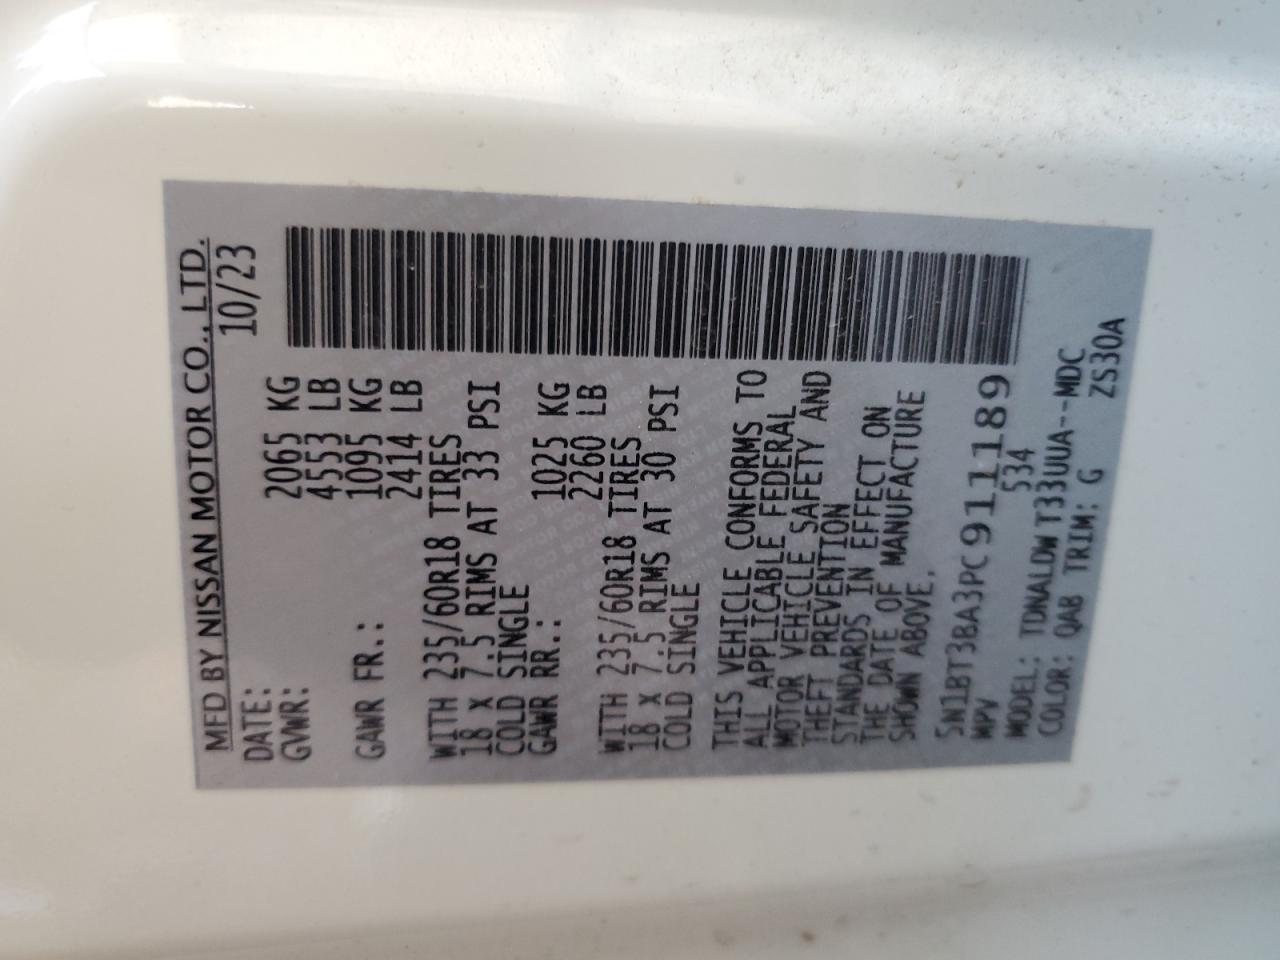 MFD BY NISSAN MOTOR CO., LTD.
DATE: 10/23
GVWR: 2065 KG
4553 LB
GAWR FR.: 1095 KG
2414 LB
WITH 235/60R18 TIRES
18 X 7.5 RIMS AT 33 PSI
COLD SINGLE
GAWR RR.: 1025 KG
2260 LB
WITH 235/60R18 TIRES
18 X 7.5 RIMS AT 30 PSI
COLD SINGLE
THIS VEHICLE CONFORMS TO
ALL APPLICABLE FEDERAL
MOTOR VEHICLE SAFETY AND
THEFT PREVENTION
STANDARDS IN EFFECT ON
THE DATE OF MANUFACTURE
SHOWN ABOVE.
5N1BT3BA3PC911189
MPV 534
MODEL: TDNALDW T33UUA--MDC
COLOR: QAB TRIM: G ZS30A